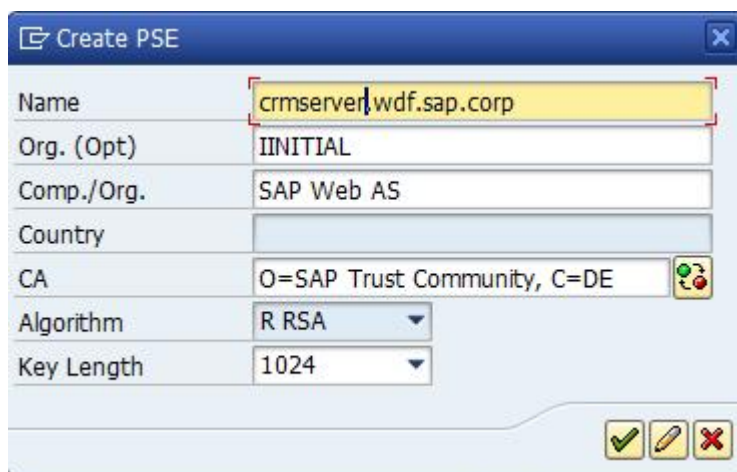 Create PSE
Name crmserver.wdf.sap.corp
Org. (Opt) IINITIAL
Comp./Org. SAP Web AS
Country
CA O=SAP Trust Community, C=DE
Algorithm R RSA
Key Length 1024